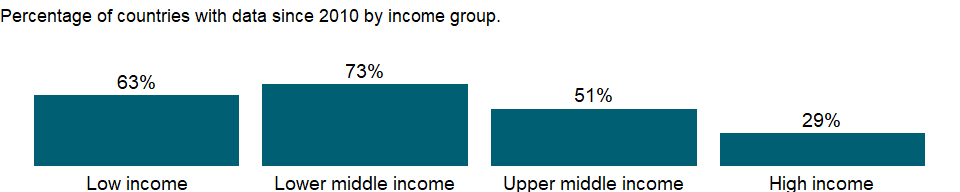 Percentage of countries with data since 2010 by income group.
63%
73%
51%
29%
Low income
Lower middle income
Upper middle income
High income